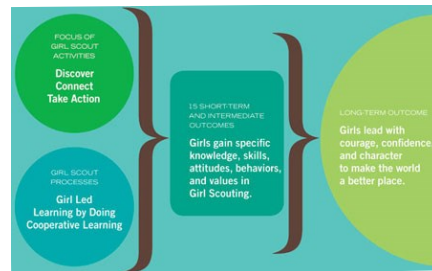 FOCUS OF
GIRL SCOUT
ACTIVITIES
Discover
Connect
Take Action
GIRL SCOUT
PROCESSES
Girl Led
Learning by Doing
Cooperative Learning
15 SHORT-TERM
AND INTERMEDIATE
OUTCOMES
Girls gain specific
knowledge, skills,
attitudes, behaviors,
and values in
Girl Scouting.
LONG-TERM OUTCOME
Girls lead with
courage, confidence,
and character
to make the world
a better place.